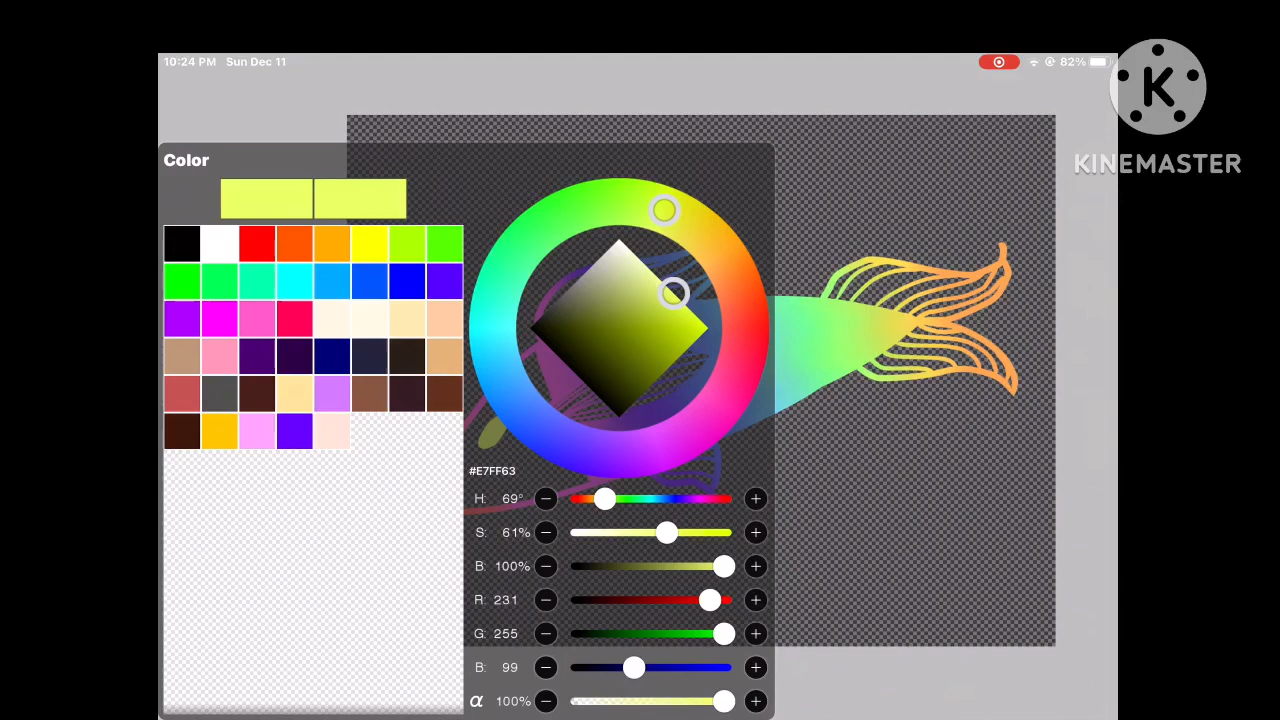 10:24 PM Sun Dec 11
82%
K
KINEMASTER
Color
#E7FF63
H: 69°
S: 61%
B: 100%
R: 231
G: 255
B: 99
α 100%